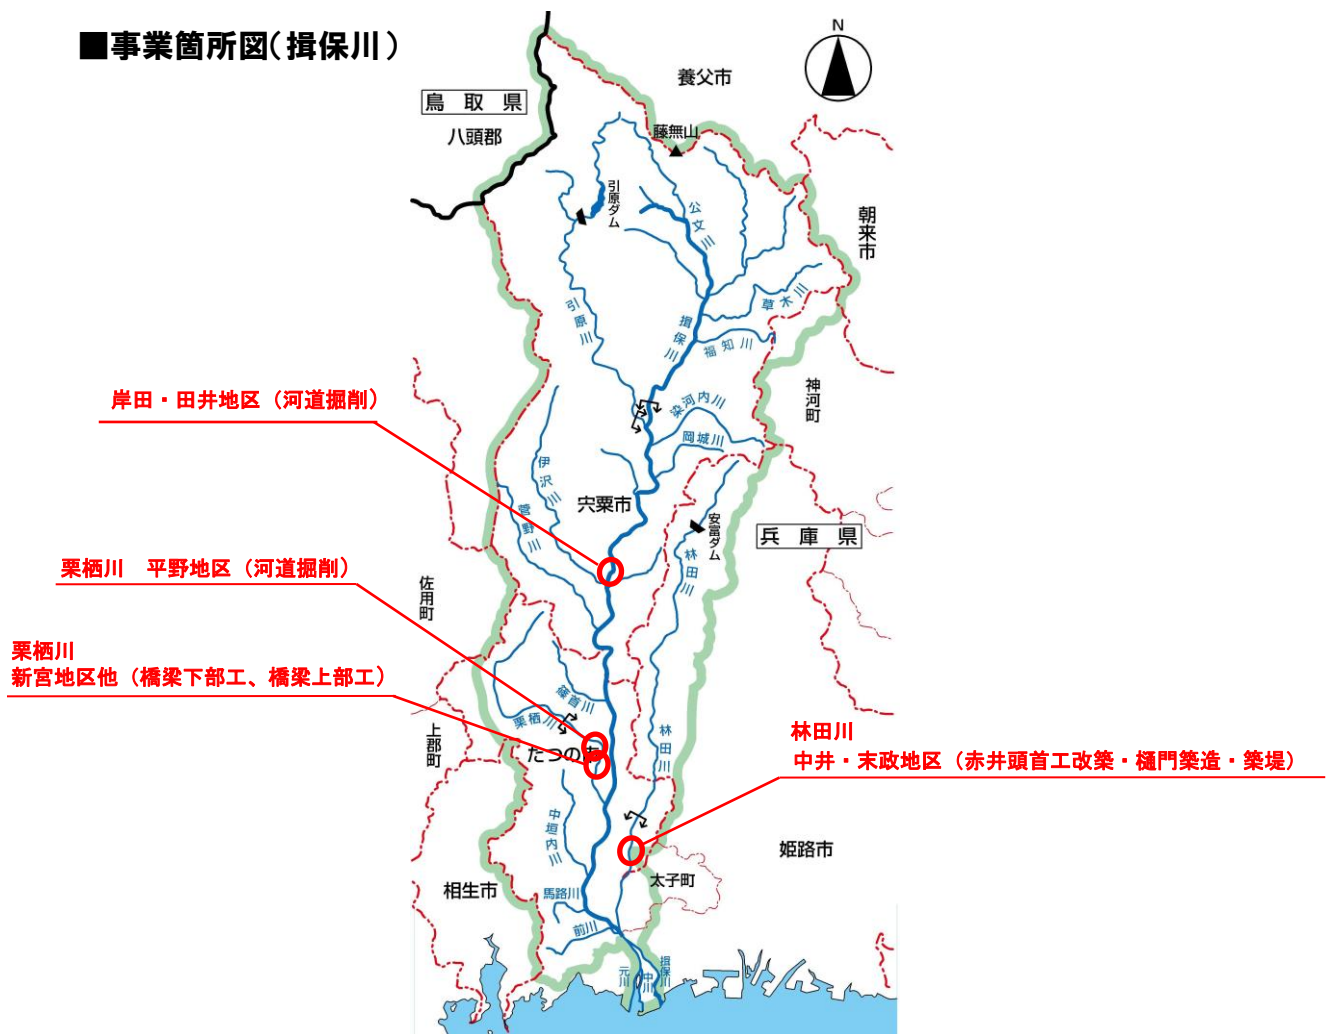 ■事業箇所図(揖保川)
N
養父市
鳥取県
八頭郡
藤無山
引原ダム
公文川
朝来市
草木川
引原川
揖保川
福知川
神河町
岸田・田井地区（河道掘削）
染河内川
岡城川
伊沢川
宍粟市
菅野川
安富ダム
兵庫県
林田川
栗栖川　平野地区（河道掘削）
佐用町
栗栖川
新宮地区他（橋梁下部工、橋梁上部工）
篠首川
栗栖川
上郡町
たつの市
林田川
林田川
中井・末政地区（赤井頭首工改築・樋門築造・築堤）
中垣内川
姫路市
太子町
相生市
馬路川
前川
元川
中川
揖保川